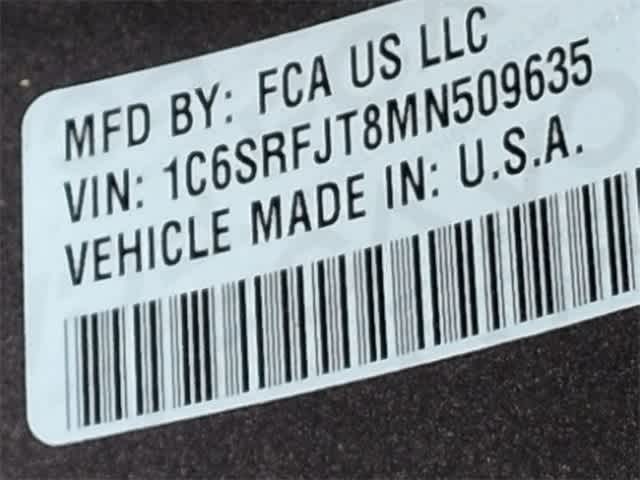 MFD BY: FCA US LLC
VIN: 1C6SRFJT8MN509635
VEHICLE MADE IN: U.S.A.